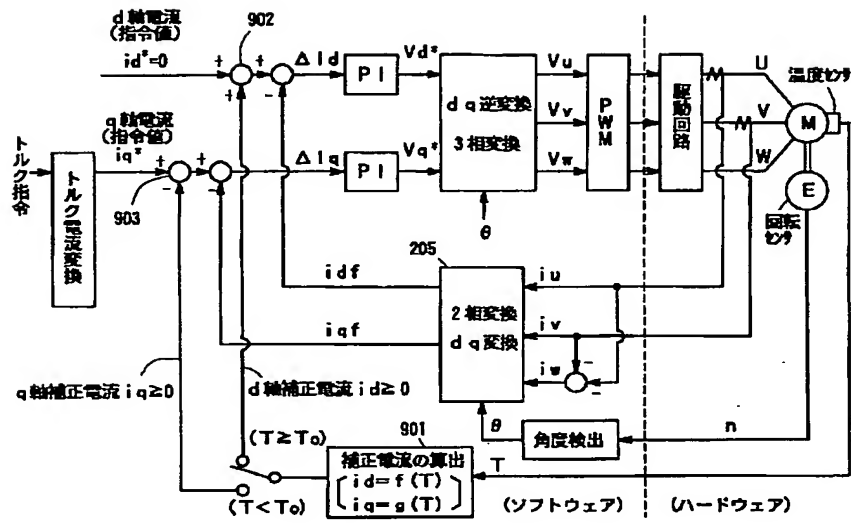 d軸電流
(指令値)
id*=0
902
ΔId
PI
Vd*
dq逆変換
3相変換
Vu
Vv
Vw
PWM
駆動回路
U
V
W
温度センサ
M
E
回転
センサ
q軸電流
(指令値)
iq*
トルク指令
トルク電流変換
903
ΔIq
PI
Vq*
θ
205
idf
iqf
2相変換
dq変換
iu
iv
iw
q軸補正電流 iq≧0
d軸補正電流 id≧0
θ
角度検出
n
T
(T≧To)
(T<To)
901
補正電流の算出
id=f(T)
iq=g(T)
(ソフトウェア)
(ハードウェア)